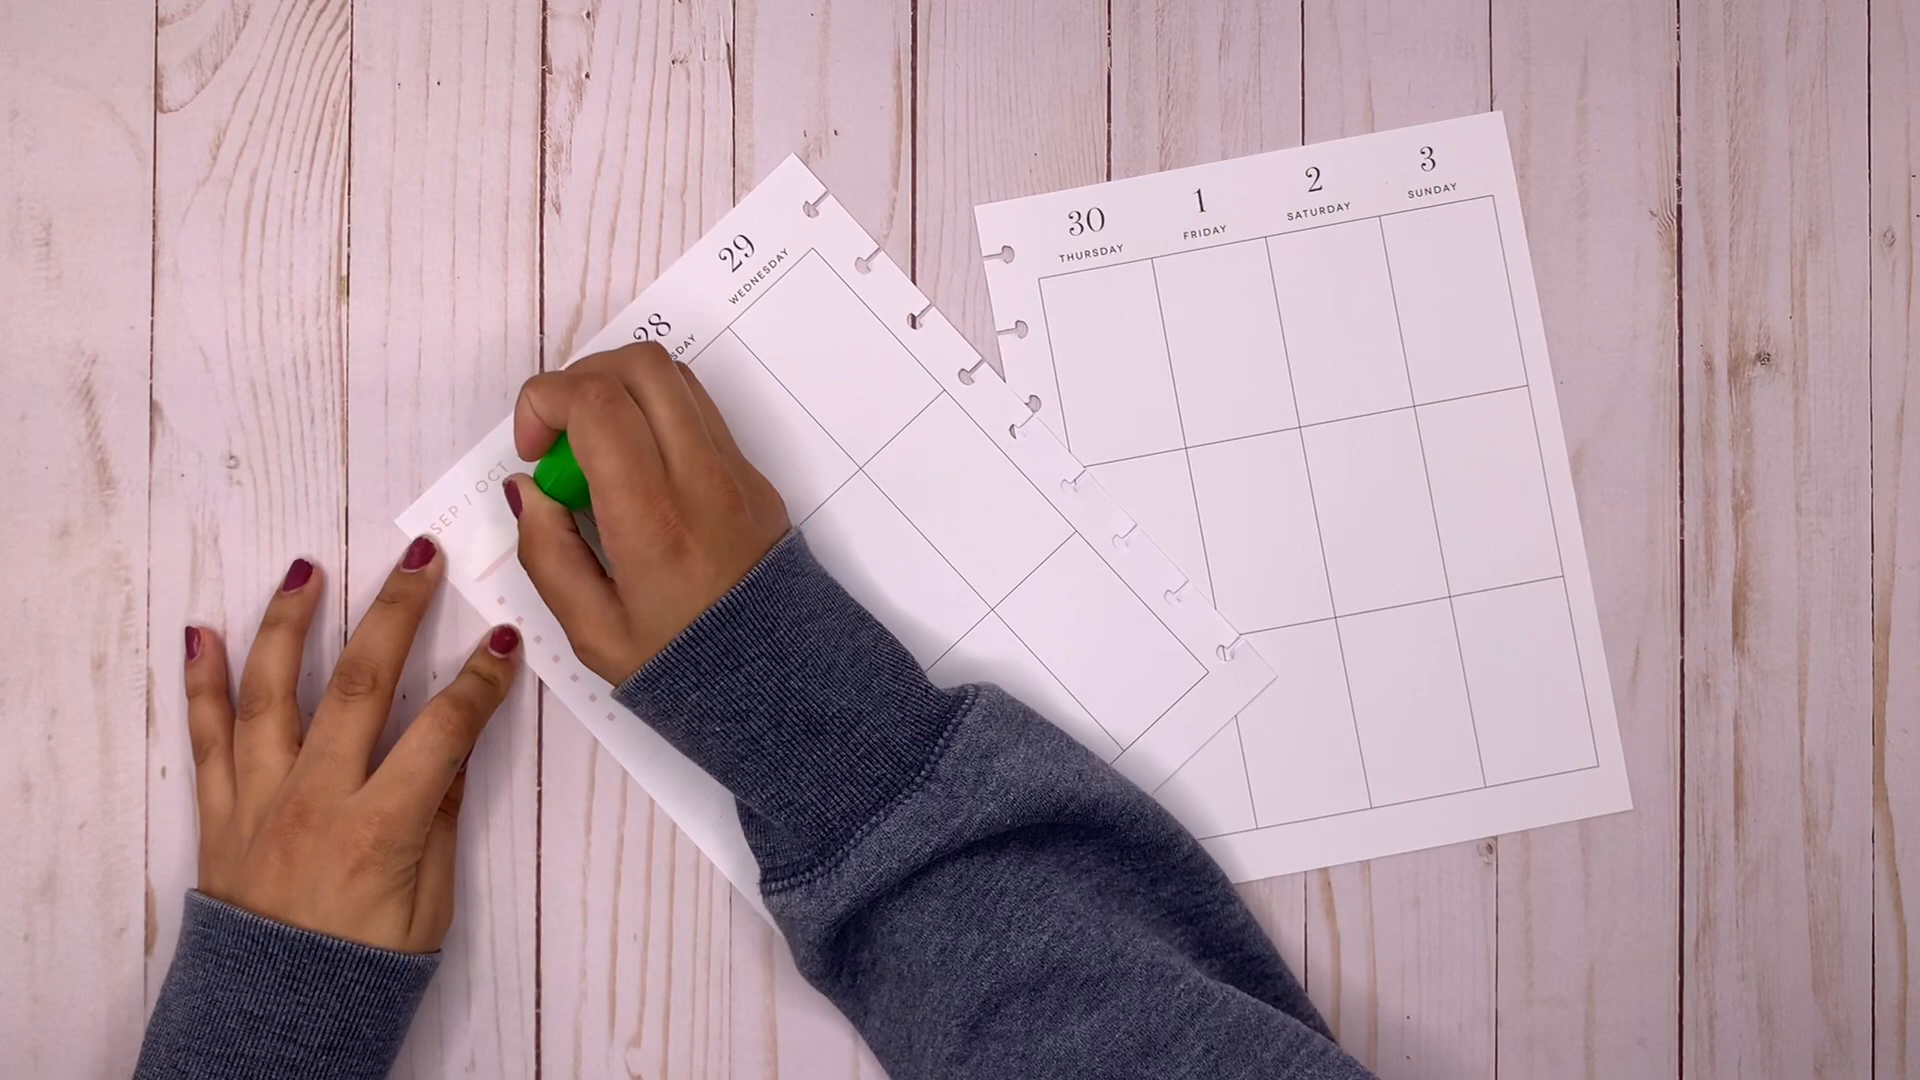 SEP / OCT
28
29
WEDNESDAY
30
THURSDAY
1
FRIDAY
2
SATURDAY
3
SUNDAY